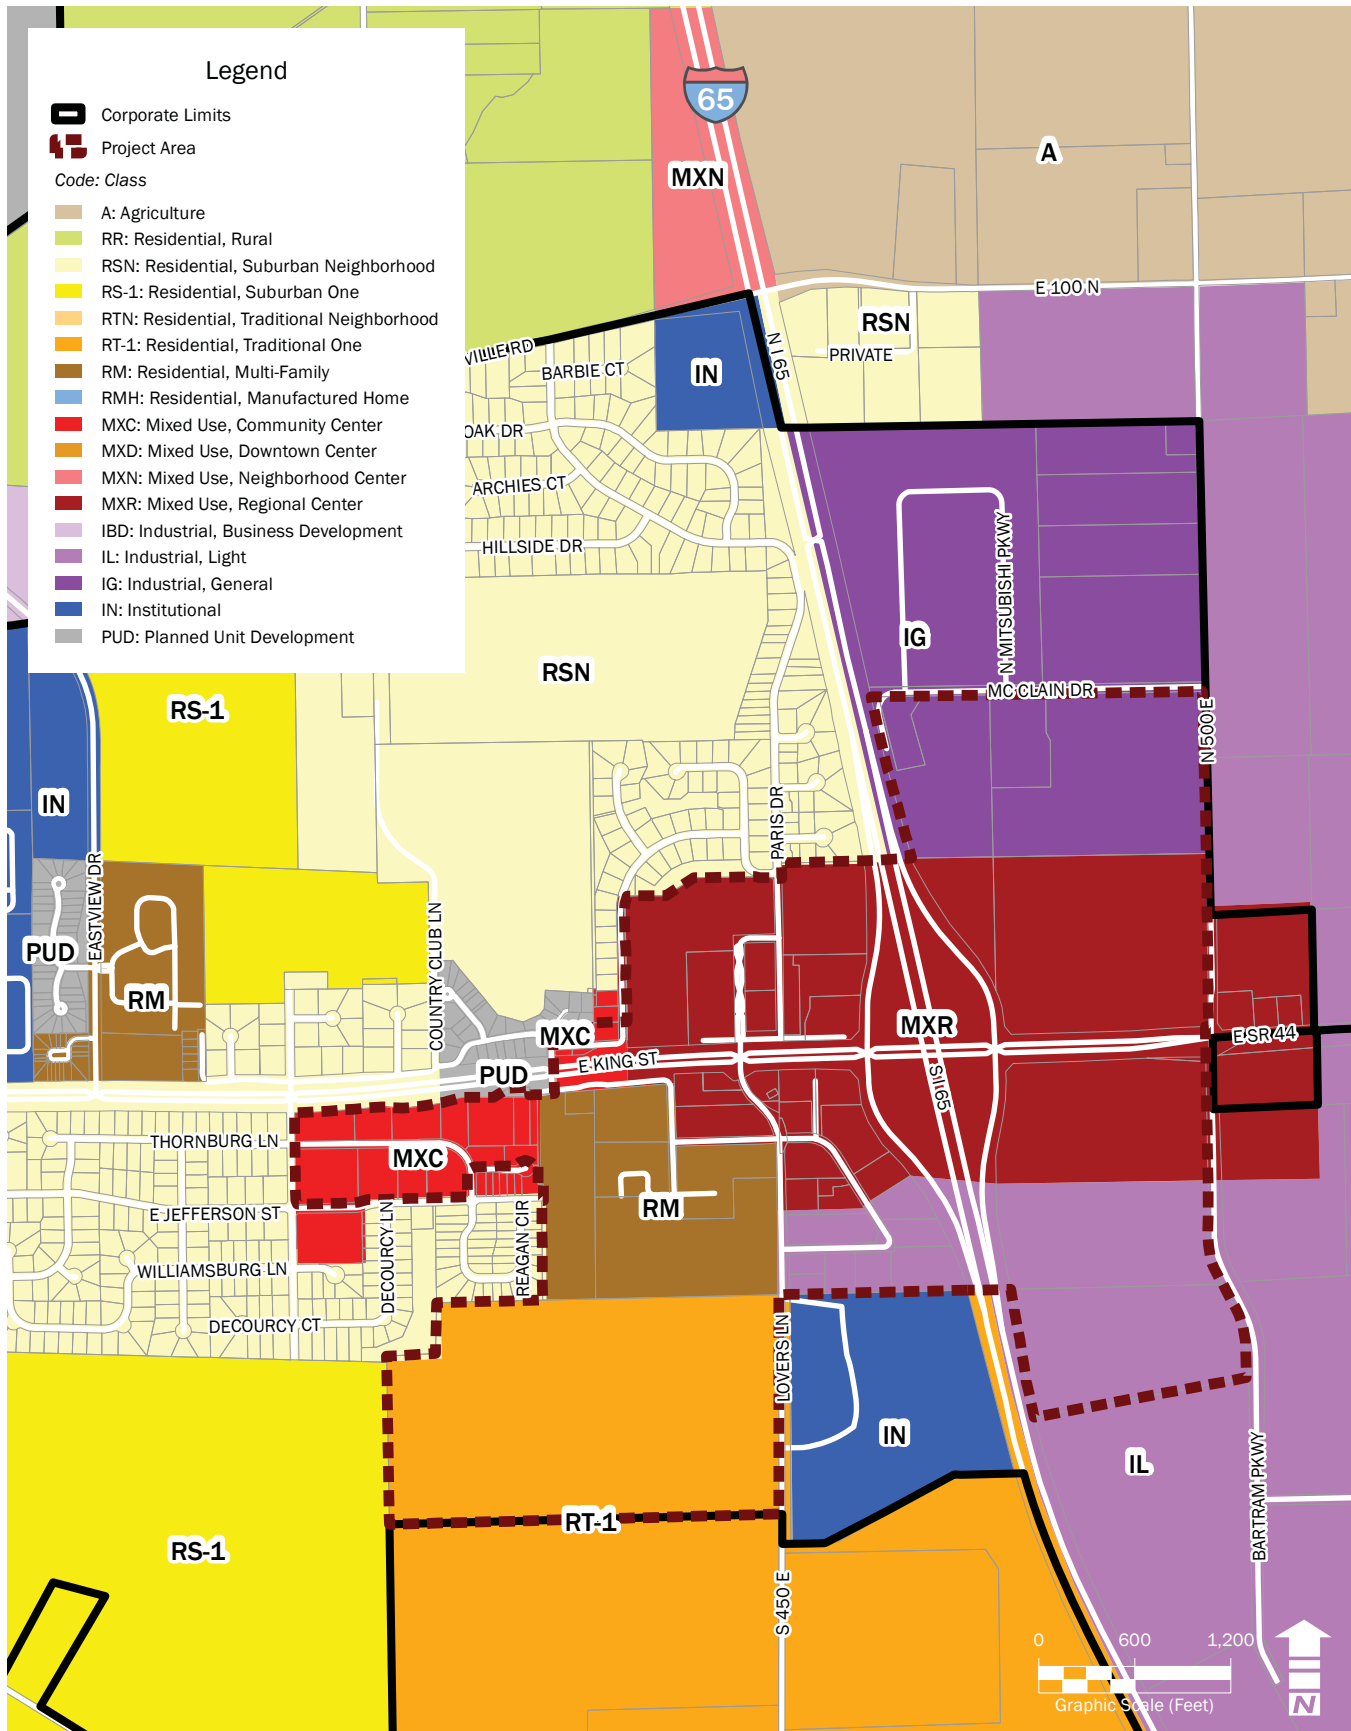 Legend
Corporate Limits
Project Area
Code: Class
A: Agriculture
RR: Residential, Rural
RSN: Residential, Suburban Neighborhood
RS-1: Residential, Suburban One
RTN: Residential, Traditional Neighborhood
RT-1: Residential, Traditional One
RM: Residential, Multi-Family
RMH: Residential, Manufactured Home
MXC: Mixed Use, Community Center
MXD: Mixed Use, Downtown Center
MXN: Mixed Use, Neighborhood Center
MXR: Mixed Use, Regional Center
IBD: Industrial, Business Development
IL: Industrial, Light
IG: Industrial, General
IN: Institutional
PUD: Planned Unit Development
65
A
MXN
E 100 N
RSN
PRIVATE
N I 65
VILLE RD
BARBIE CT
IN
OAK DR
ARCHIES CT
HILLSIDE DR
N MITSUBISHI PKWY
IG
RSN
MC CLAIN DR
RS-1
N 500 E
IN
PARIS DR
EASTVIEW DR
COUNTRY CLUB LN
PUD
RM
MXR
MXC
E SR 44
E KING ST
PUD
S I 65
THORNBURG LN
MXC
RM
E JEFFERSON ST
DECOURCY LN
REAGAN CIR
WILLIAMSBURG LN
DECOURCY CT
LOVERS LN
IN
IL
BARTRAM PKWY
RT-1
RS-1
S 450 E
0 600 1,200
Graphic Scale (Feet)
N